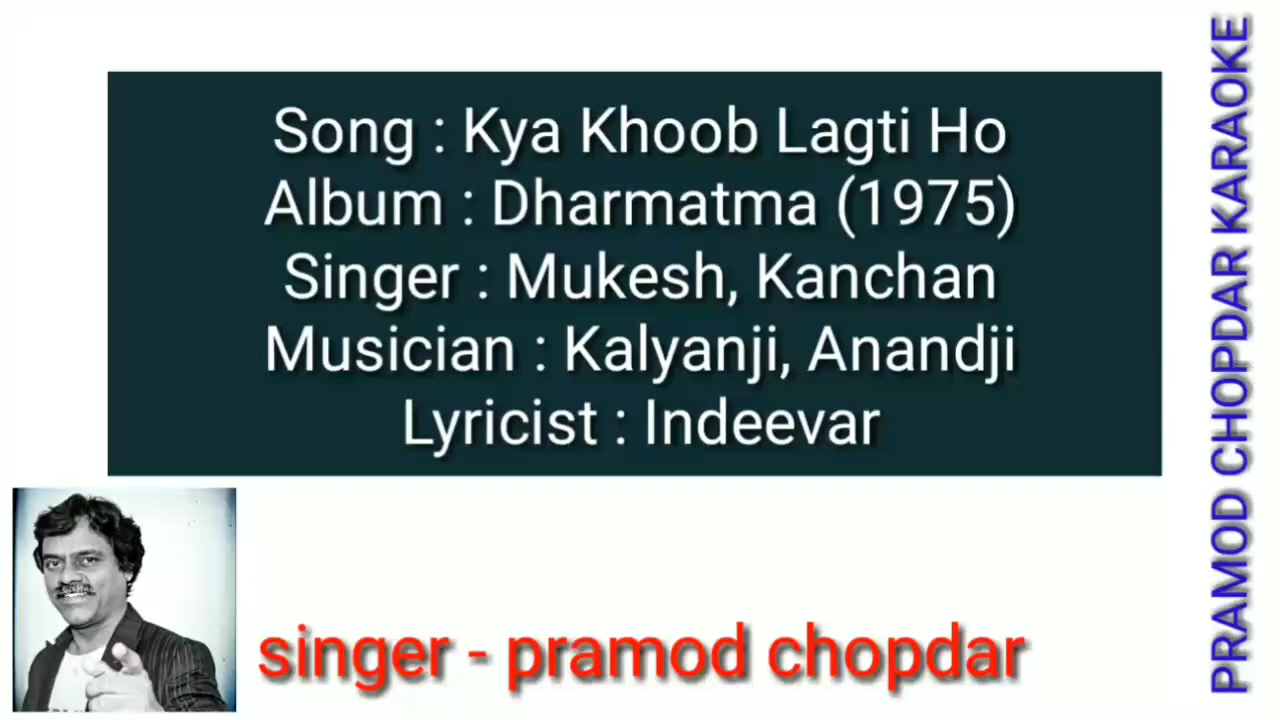 Song : Kya Khoob Lagti Ho
Album : Dharmatma (1975)
Singer : Mukesh, Kanchan
Musician : Kalyanji, Anandji
Lyricist : Indeevar
singer - pramod chopdar
PRAMOD CHOPDAR KARAOKE